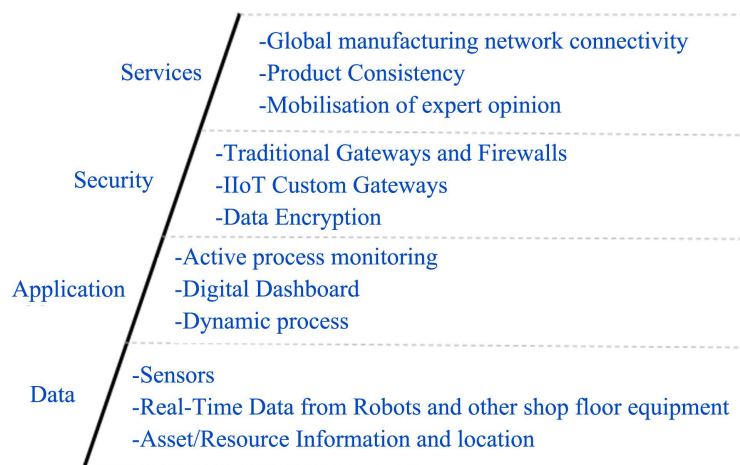 Services
-Global manufacturing network connectivity
-Product Consistency
-Mobilisation of expert opinion
Security
-Traditional Gateways and Firewalls
-IIoT Custom Gateways
-Data Encryption
Application
-Active process monitoring
-Digital Dashboard
-Dynamic process
Data
-Sensors
-Real-Time Data from Robots and other shop floor equipment
-Asset/Resource Information and location